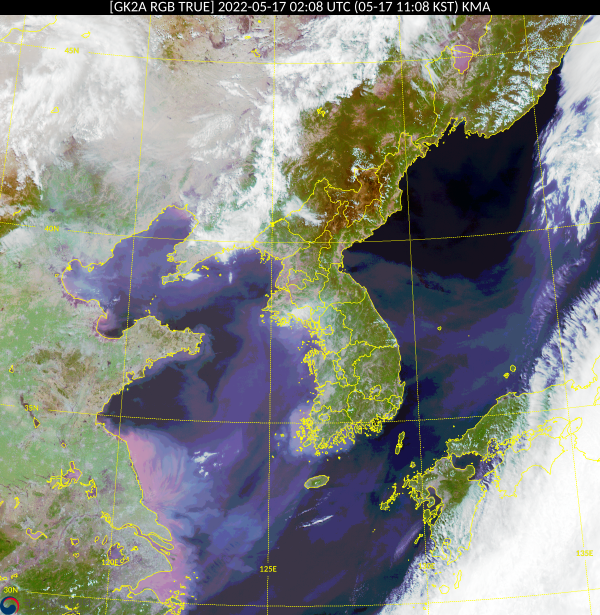 [GK2A RGB TRUE] 2022-05-17 02:08 UTC (05-17 11:08 KST) KMA
40N
35N
135E
120E
125E
30N